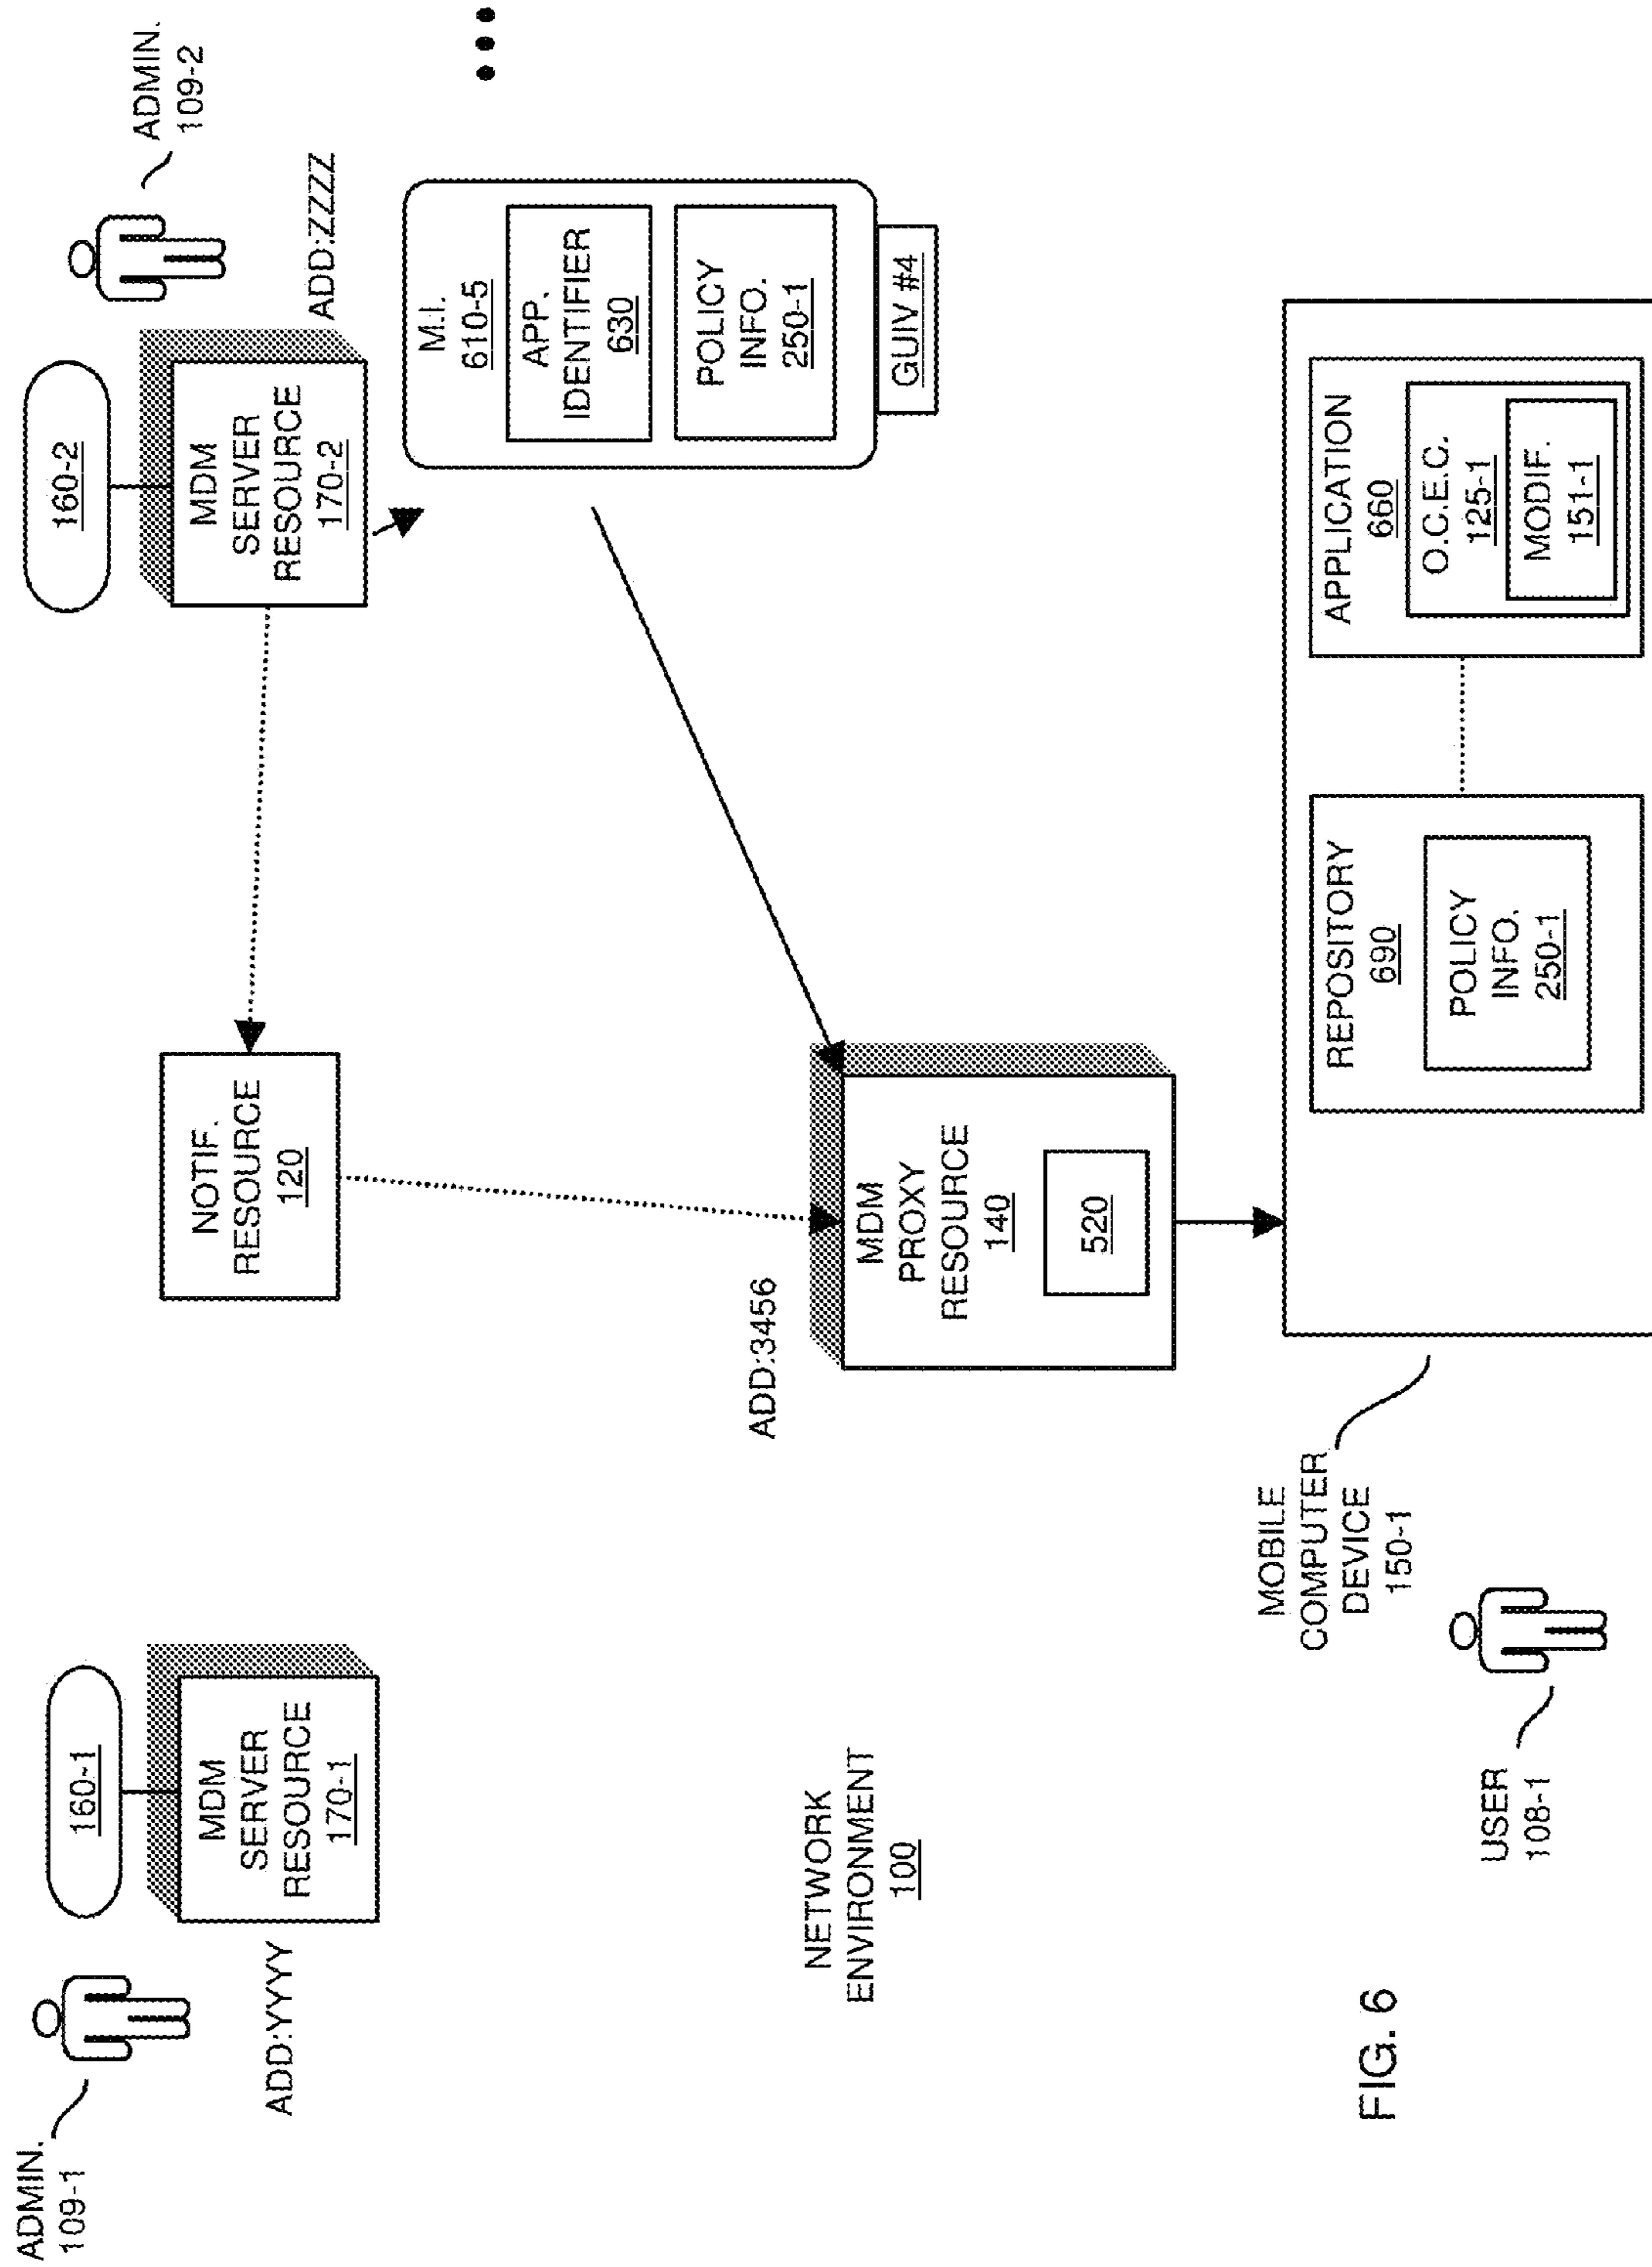 ADMIN.
109-1
160-1
MDM
SERVER
RESOURCE
170-1
ADD:YYYY
NOTIF.
RESOURCE
120
160-2
MDM
SERVER
RESOURCE
170-2
ADMIN.
109-2
ADD:ZZZZ
M.I.
610-5
APP.
IDENTIFIER
630
POLICY
INFO.
250-1
GUIV #4
NETWORK
ENVIRONMENT
100
ADD:3456
MDM
PROXY
RESOURCE
140
520
MOBILE
COMPUTER
DEVICE
150-1
USER
108-1
REPOSITORY
690
POLICY
INFO.
250-1
APPLICATION
660
O.C.E.C.
125-1
MODIF.
151-1
FIG. 6